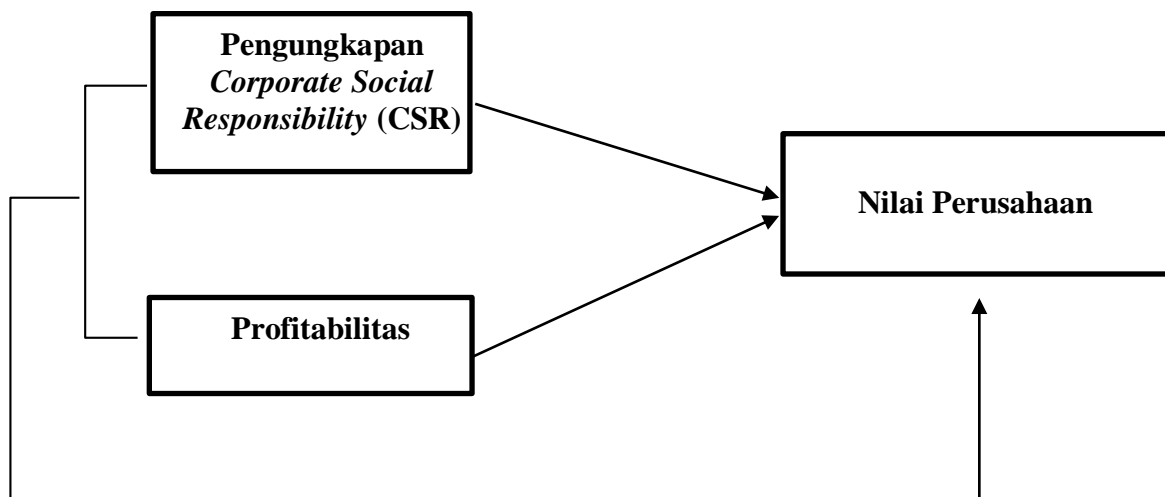 Pengungkapan
Corporate Social
Responsibility (CSR)
Nilai Perusahaan
Profitabilitas